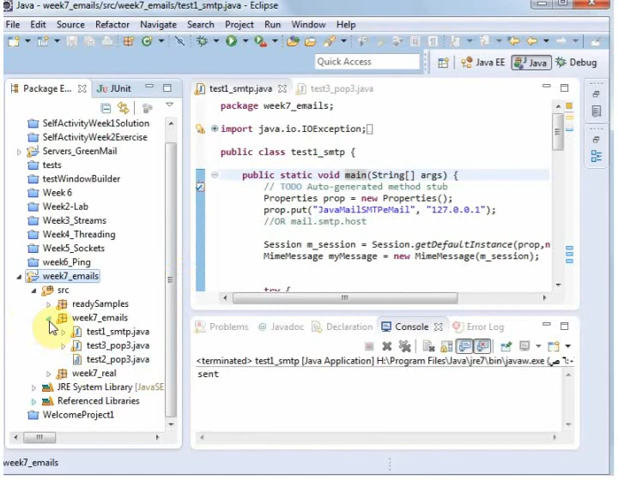 Java - week7_emails/src/week7_emails/test1_smtp.java - Eclipse
File Edit Source Refactor Navigate Search Project Run Window Help
Quick Access
Java EE Java Debug
Package E... JUnit
SelfActivityWeek1Solution
SelfActivityWeek2Exercise
Servers_GreenMail
tests
testWindowBuilder
Week 6
Week2-Lab
Week3_Streams
Week4_Threading
Week5_Sockets
week6_Ping
week7_emails
src
readySamples
week7_emails
test1_smtp.java
test3_pop3.java
test2_pop3.java
week7_real
JRE System Library [JavaSE
Referenced Libraries
WelcomeProject1
test1_smtp.java test3_pop3.java
package week7_emails;
import java.io.IOException;
public class test1_smtp {
public static void main(String[] args) {
// TODO Auto-generated method stub
Properties prop = new Properties();
prop.put("JavaMailSMTPeMail", "127.0.0.1");
//OR mail.smtp.host
Session m_session = Session.getDefaultInstance(prop,n
MimeMessage myMessage = new MimeMessage(m_session);
try {
Problems Javadoc Declaration Console Error Log
<terminated> test1_smtp [Java Application] H:\Program Files\Java\jre7\bin\javaw.exe
sent
week7_emails